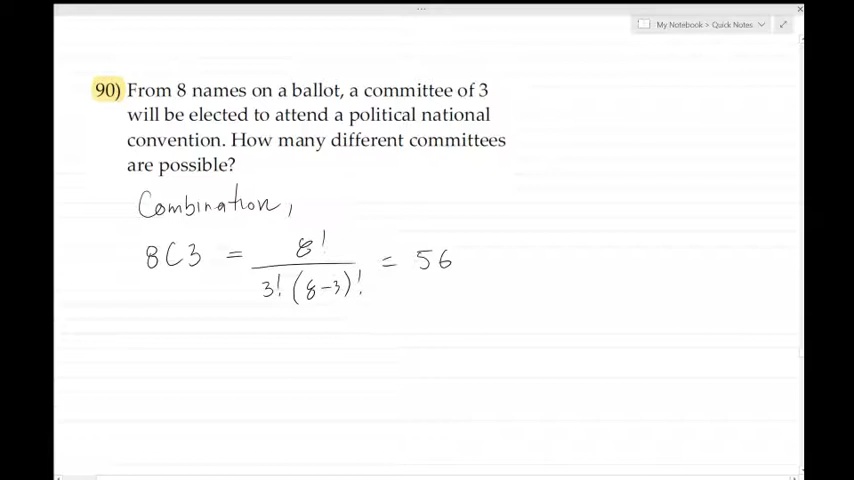 My Notebook > Quick Notes
90) From 8 names on a ballot, a committee of 3
will be elected to attend a political national
convention. How many different committees
are possible?
Combination,
8C3 = 8! / 3!(8-3)! = 56